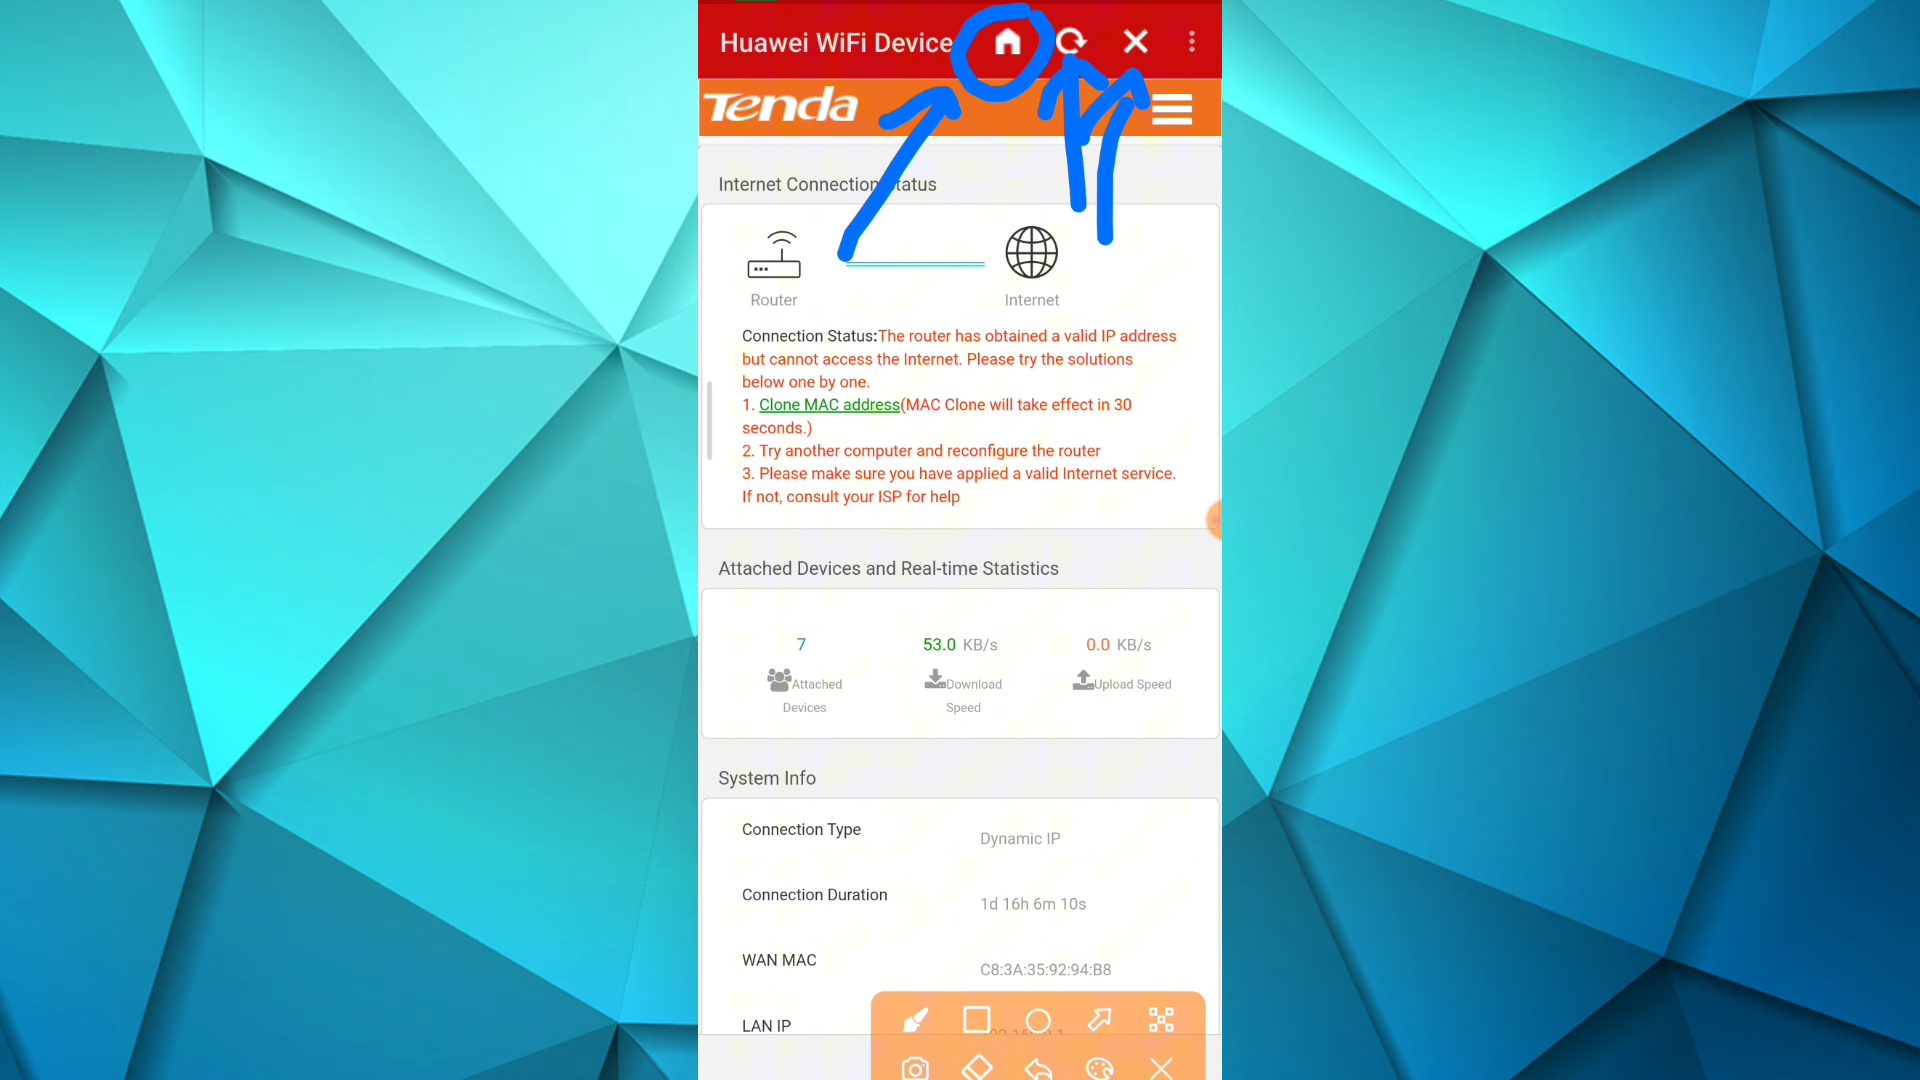 Huawei WiFi Device
Tenda
Internet Connection Status
Router
Internet
Connection Status:The router has obtained a valid IP address
but cannot access the Internet. Please try the solutions
below one by one.
1. Clone MAC address(MAC Clone will take effect in 30
seconds.)
2. Try another computer and reconfigure the router
3. Please make sure you have applied a valid Internet service.
If not, consult your ISP for help
Attached Devices and Real-time Statistics
7
53.0 KB/s
0.0 KB/s
Attached
Devices
Download
Speed
Upload Speed
System Info
Connection Type
Dynamic IP
Connection Duration
1d 16h 6m 10s
WAN MAC
C8:3A:35:92:94:B8
LAN IP